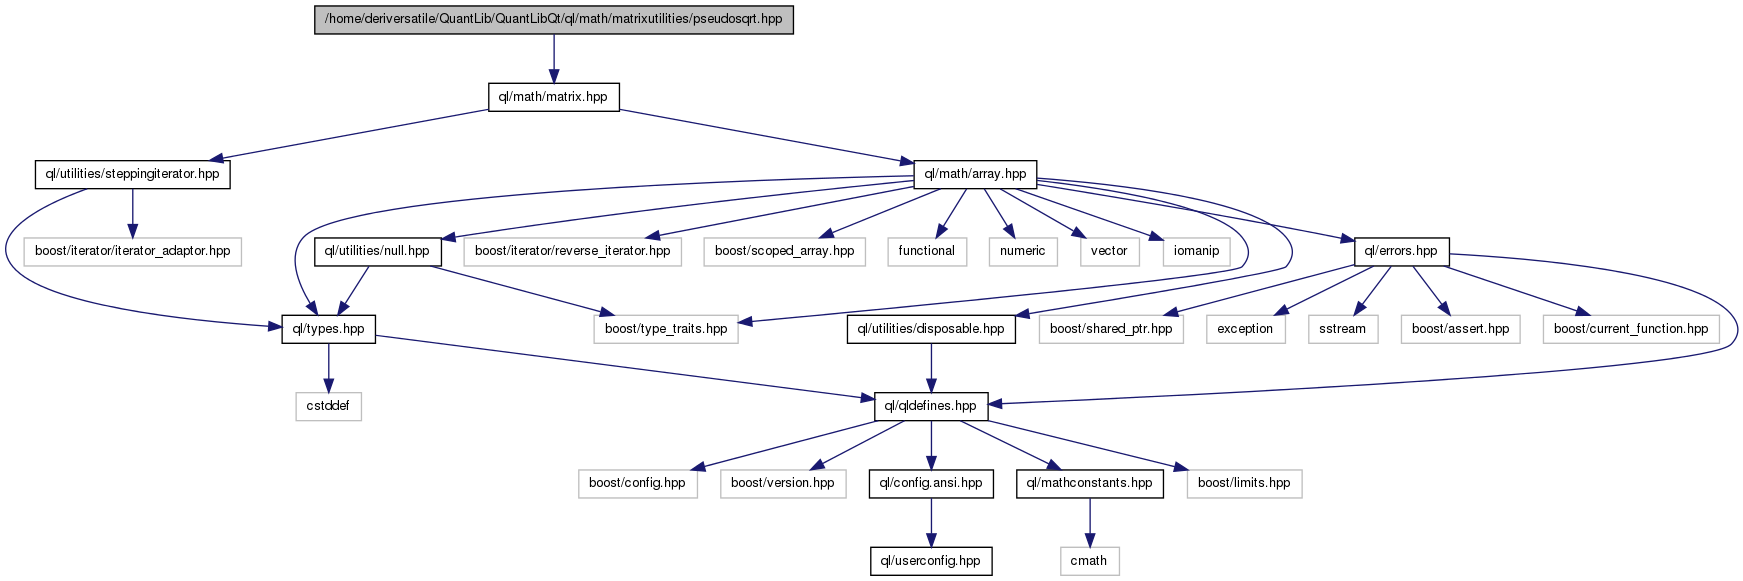 /home/deriversatile/QuantLib/QuantLibQt/ql/math/matrixutilities/pseudosqrt.hpp
ql/math/matrix.hpp
ql/utilities/steppingiterator.hpp
ql/math/array.hpp
boost/iterator/iterator_adaptor.hpp
ql/utilities/null.hpp
boost/iterator/reverse_iterator.hpp
boost/scoped_array.hpp
functional
numeric
vector
iomanip
ql/errors.hpp
ql/types.hpp
boost/type_traits.hpp
ql/utilities/disposable.hpp
boost/shared_ptr.hpp
exception
sstream
boost/assert.hpp
boost/current_function.hpp
cstddef
ql/qldefines.hpp
boost/config.hpp
boost/version.hpp
ql/config.ansi.hpp
ql/mathconstants.hpp
boost/limits.hpp
ql/userconfig.hpp
cmath